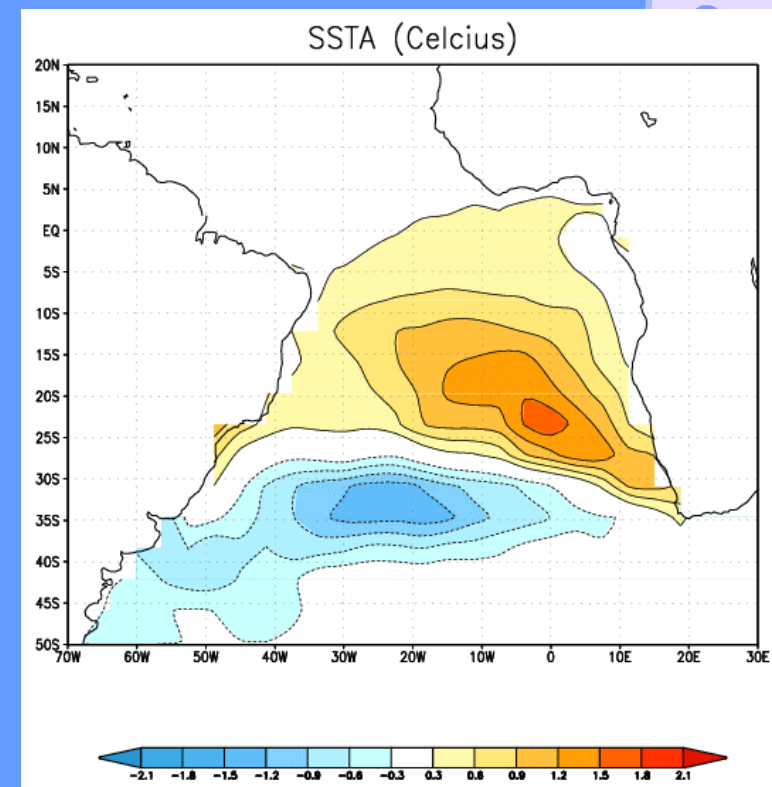 SSTA (Celcius)
20N
15N
10N
5N
EQ
5S
10S
15S
20S
25S
30S
35S
40S
45S
50S
70W 60W 50W 40W 30W 20W 10W 0 10E 20E 30E
-2.1 -1.8 -1.5 -1.2 -0.9 -0.6 -0.3 0.3 0.6 0.9 1.2 1.5 1.8 2.1